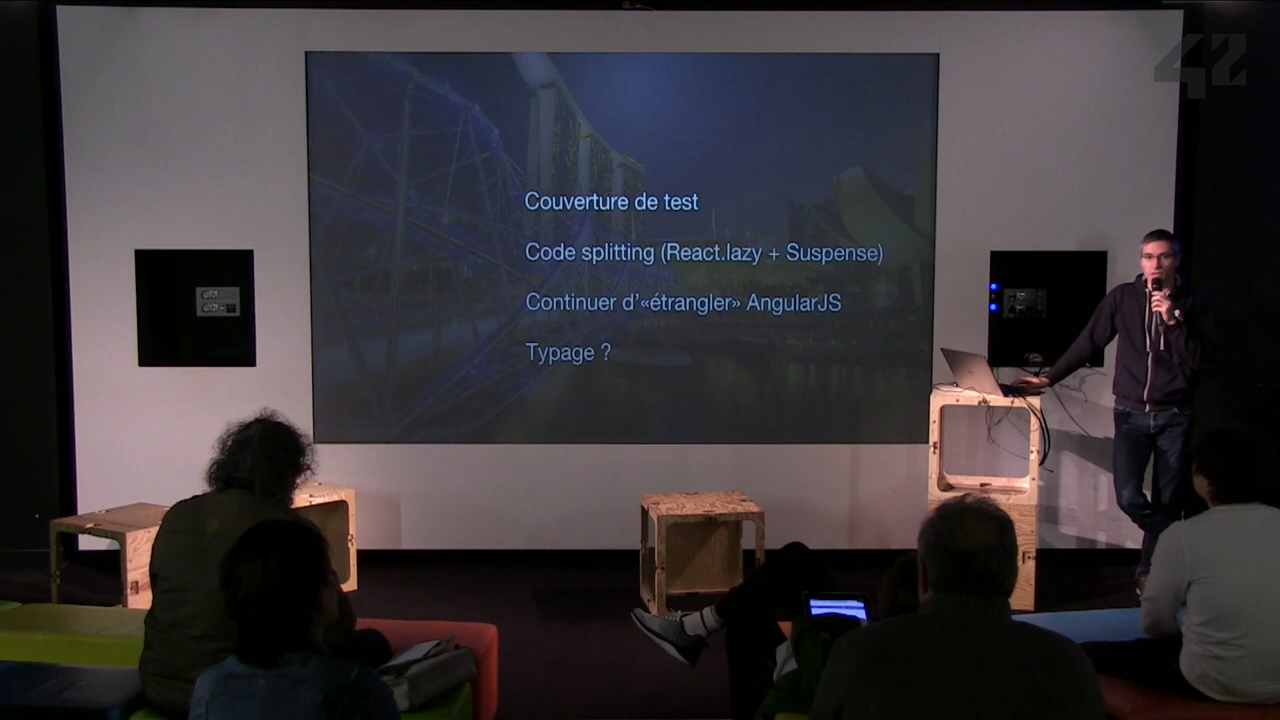 42
Couverture de test
Code splitting (React.lazy + Suspense)
Continuer d'«étrangler» AngularJS
Typage ?